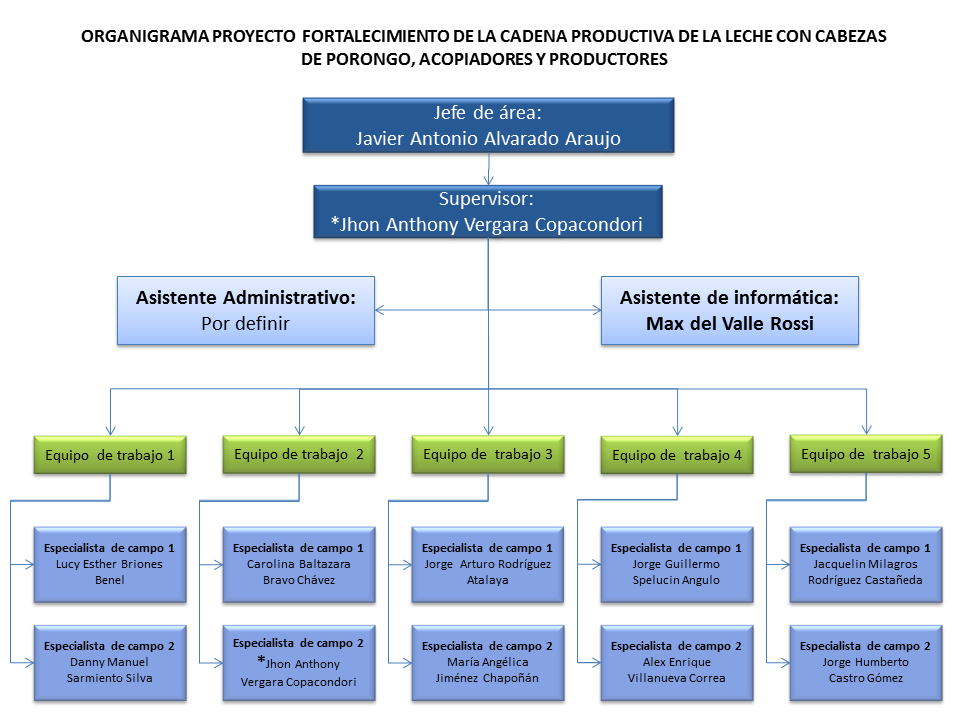 ORGANIGRAMA PROYECTO FORTALECIMIENTO DE LA CADENA PRODUCTIVA DE LA LECHE CON CABEZAS
DE PORONGO, ACOPIADORES Y PRODUCTORES
Jefe de área:
Javier Antonio Alvarado Araujo
Supervisor:
*Jhon Anthony Vergara Copacondori
Asistente Administrativo:
Por definir
Asistente de informática:
Max del Valle Rossi
Equipo de trabajo 1
Equipo de trabajo 2
Equipo de trabajo 3
Equipo de trabajo 4
Equipo de trabajo 5
Especialista de campo 1
Lucy Esther Briones
Benel
Especialista de campo 1
Carolina Baltazara
Bravo Chávez
Especialista de campo 1
Jorge Arturo Rodríguez
Atalaya
Especialista de campo 1
Jorge Guillermo
Spelucin Angulo
Especialista de campo 1
Jacquelin Milagros
Rodríguez Castañeda
Especialista de campo 2
Danny Manuel
Sarmiento Silva
Especialista de campo 2
*Jhon Anthony
Vergara Copacondori
Especialista de campo 2
María Angélica
Jiménez Chapoñán
Especialista de campo 2
Alex Enrique
Villanueva Correa
Especialista de campo 2
Jorge Humberto
Castro Gómez